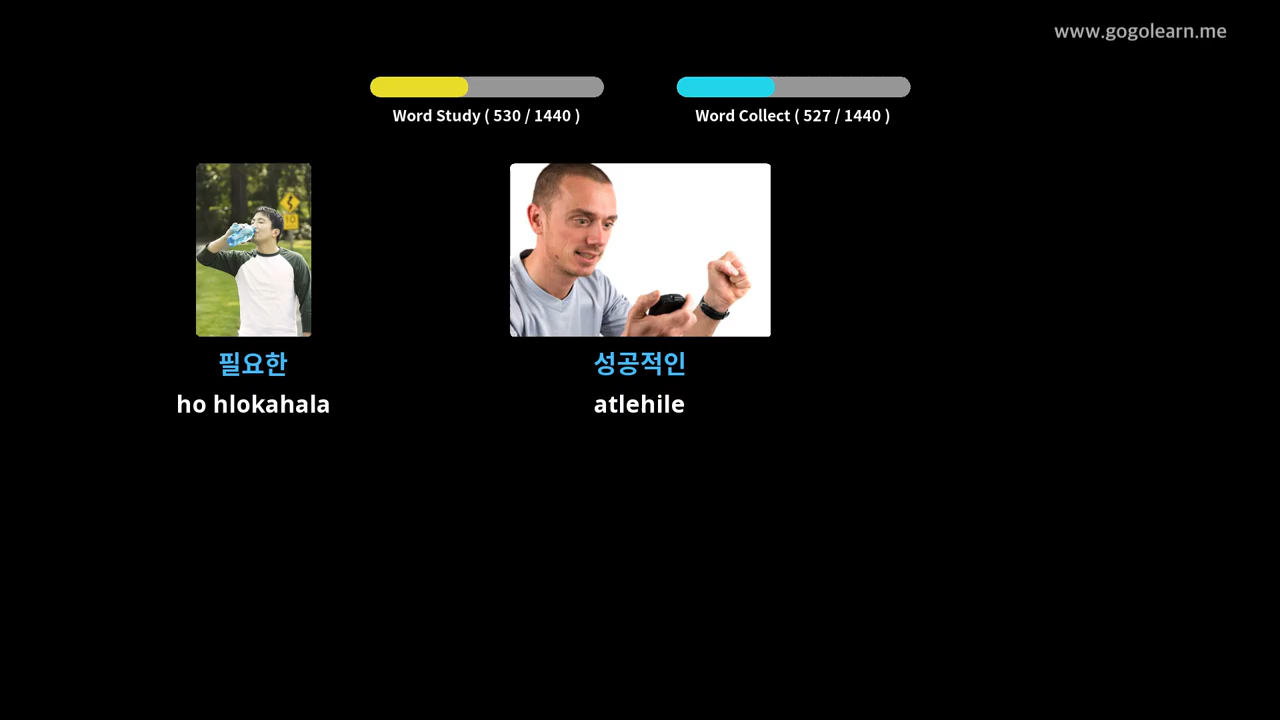 www.gogolearn.me
Word Study ( 530 / 1440 )
Word Collect ( 527 / 1440 )
필요한
ho hlokahala
성공적인
atlehile